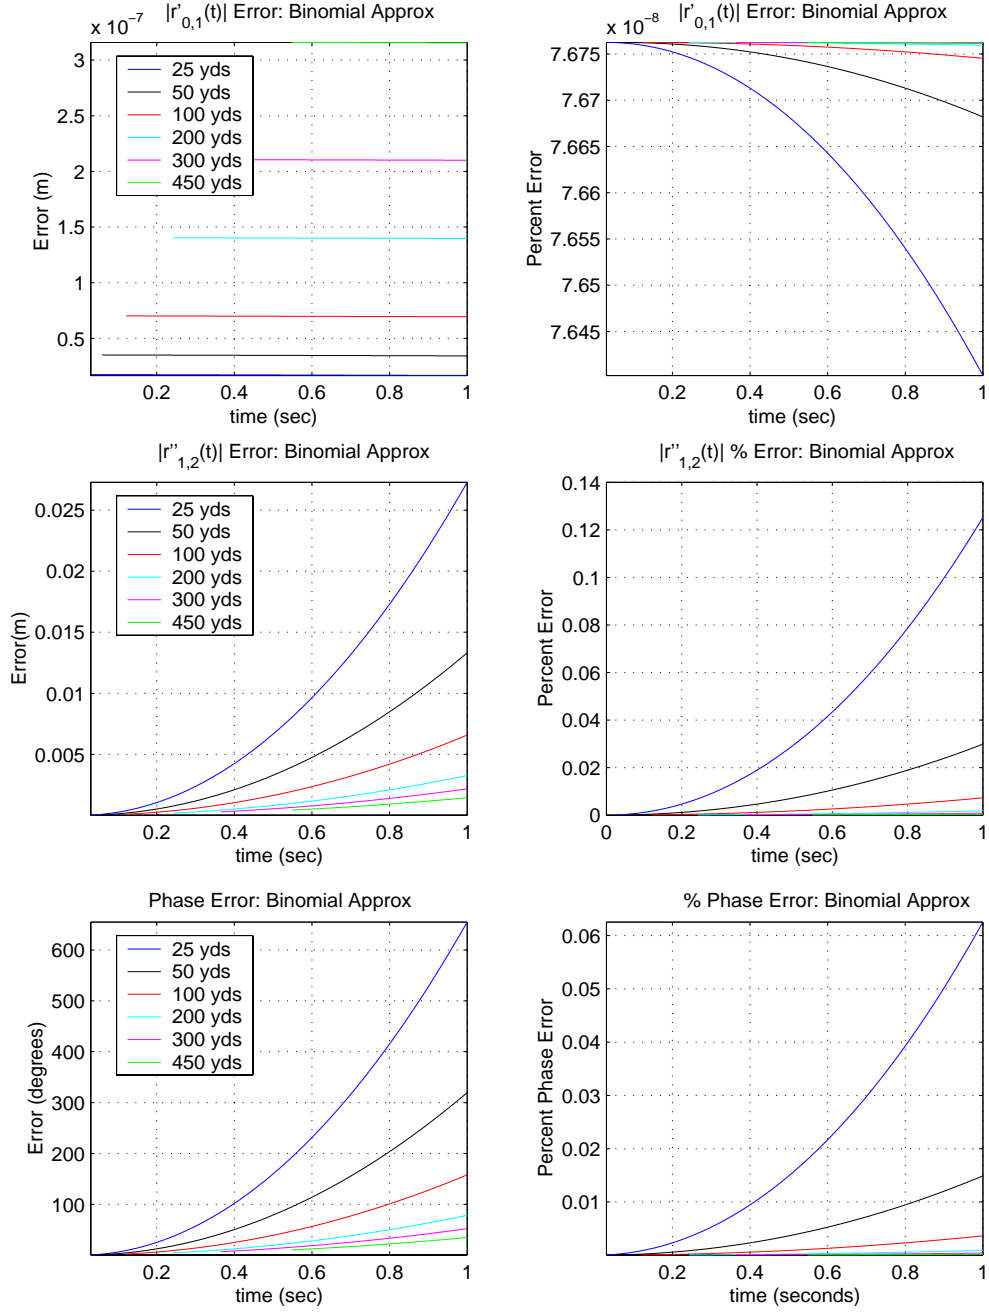 |r'0,1(t)| Error: Binomial Approx
x 10−7
3
2.5
2
1.5
1
0.5
Error (m)
25 yds
50 yds
100 yds
200 yds
300 yds
450 yds
0.2
0.4
0.6
0.8
1
time (sec)
|r'0,1(t)| Error: Binomial Approx
x 10−8
7.675
7.67
7.665
7.66
7.655
7.65
7.645
Percent Error
0.2
0.4
0.6
0.8
1
time (sec)
|r''1,2(t)| Error: Binomial Approx
0.025
0.02
0.015
0.01
0.005
Error(m)
25 yds
50 yds
100 yds
200 yds
300 yds
450 yds
0.2
0.4
0.6
0.8
1
time (sec)
|r''1,2(t)| % Error: Binomial Approx
0.14
0.12
0.1
0.08
0.06
0.04
0.02
0
Percent Error
0
0.2
0.4
0.6
0.8
1
time (sec)
Phase Error: Binomial Approx
600
500
400
300
200
100
Error (degrees)
25 yds
50 yds
100 yds
200 yds
300 yds
450 yds
0.2
0.4
0.6
0.8
1
time (sec)
% Phase Error: Binomial Approx
0.06
0.05
0.04
0.03
0.02
0.01
Percent Phase Error
0.2
0.4
0.6
0.8
1
time (seconds)